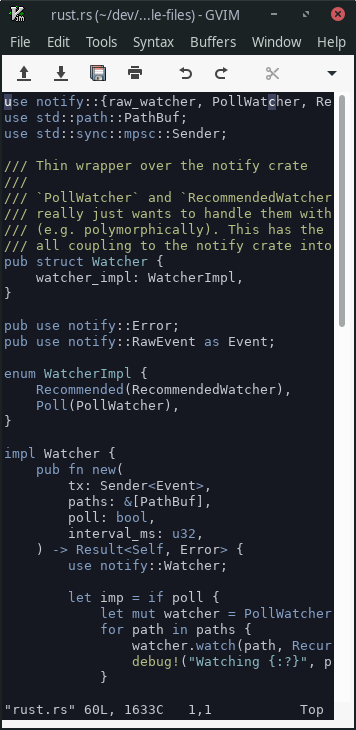 rust.rs (~/dev/...le-files) - GVIM
File Edit Tools Syntax Buffers Window
use notify::{raw_watcher, PollWatcher, Re
use std::path::PathBuf;
use std::sync::mpsc::Sender;
/// Thin wrapper over the notify crate
///
/// `PollWatcher` and `RecommendedWatcher
/// really just wants to handle them with
/// (e.g. polymorphically). This has the
/// all coupling to the notify crate into
pub struct Watcher {
    watcher_impl: WatcherImpl,
}
pub use notify::Error;
pub use notify::RawEvent as Event;
enum WatcherImpl {
    Recommended(RecommendedWatcher),
    Poll(PollWatcher),
}
impl Watcher {
    pub fn new(
        tx: Sender<Event>,
        paths: &[PathBuf],
        poll: bool,
        interval_ms: u32,
    ) -> Result<Self, Error> {
        use notify::Watcher;
        let imp = if poll {
            let mut watcher = PollWatcher
            for path in paths {
                watcher.watch(path, Recur
                debug!("Watching {:?}", p
            }
"rust.rs" 60L, 1633C   1,1           Top